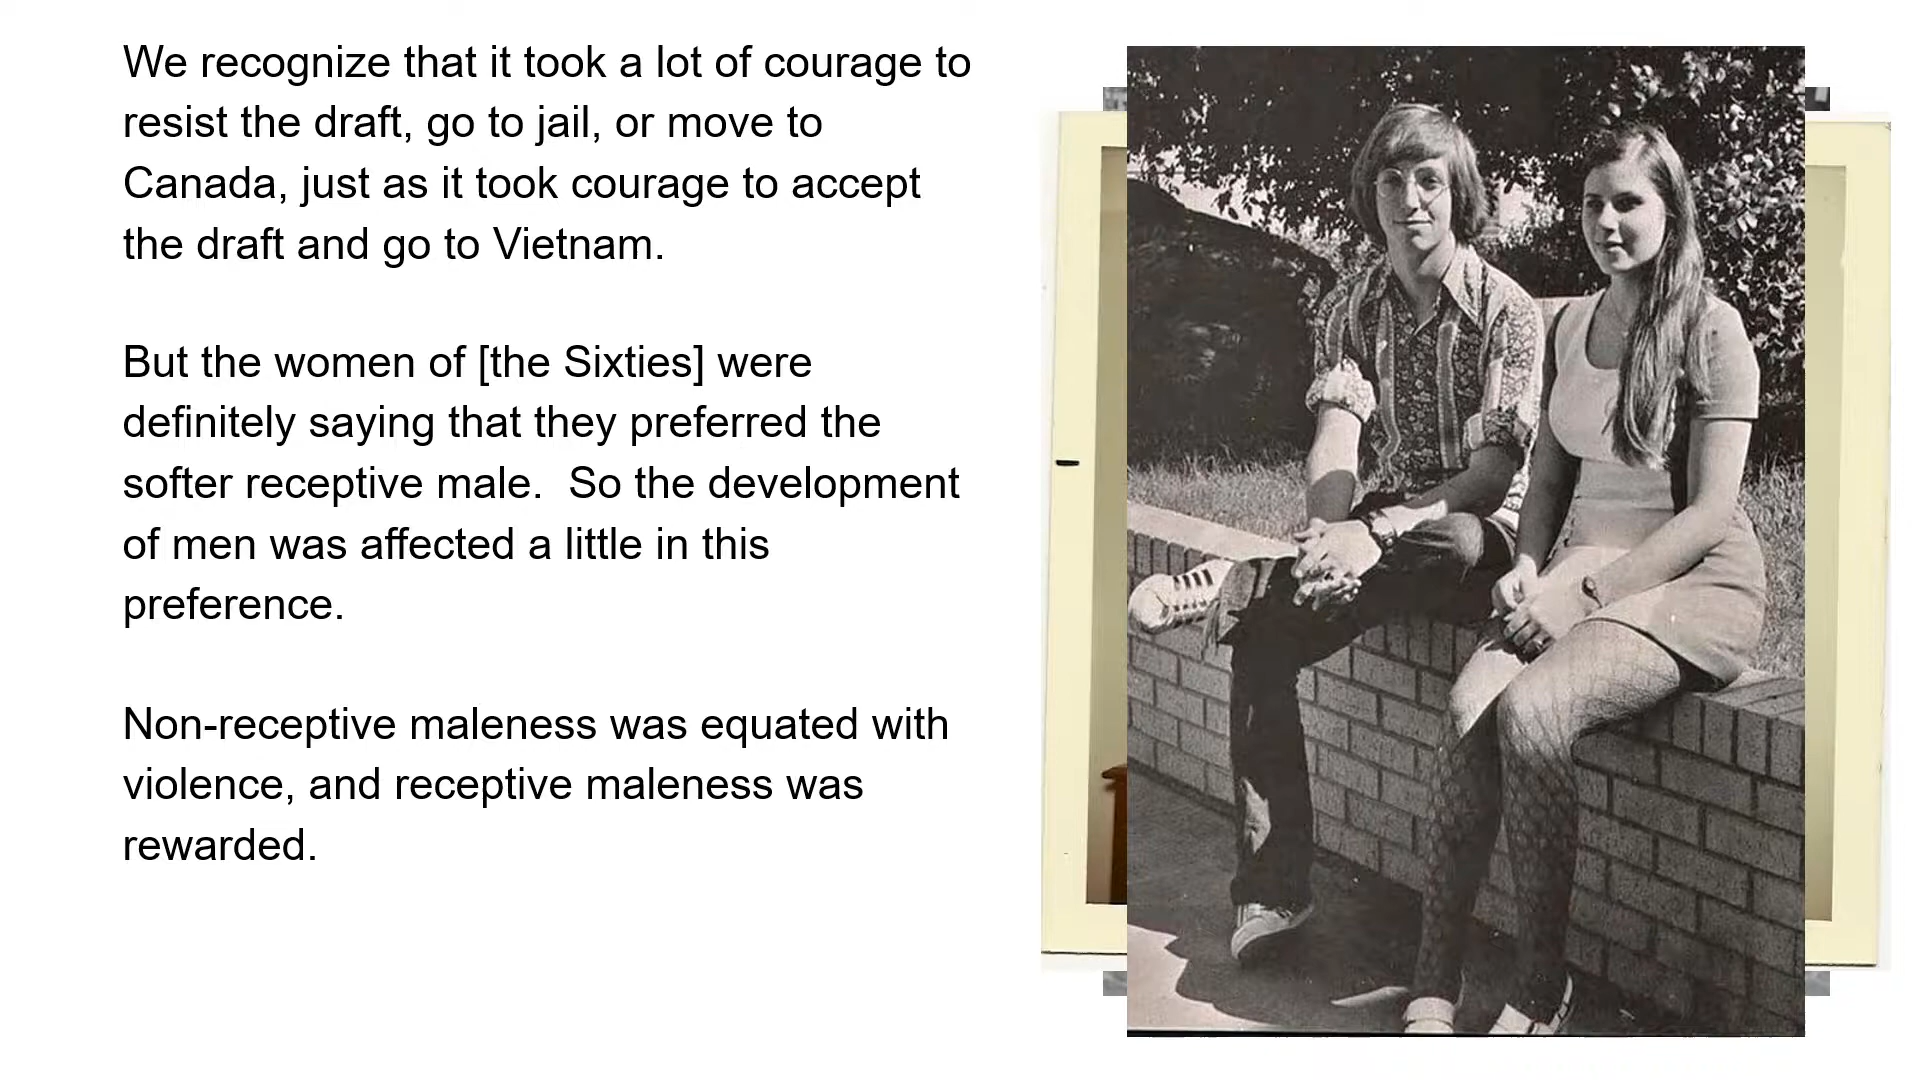 We recognize that it took a lot of courage to
resist the draft, go to jail, or move to
Canada, just as it took courage to accept
the draft and go to Vietnam.
But the women of [the Sixties] were
definitely saying that they preferred the
softer receptive male.  So the development
of men was affected a little in this
preference.
Non-receptive maleness was equated with
violence, and receptive maleness was
rewarded.